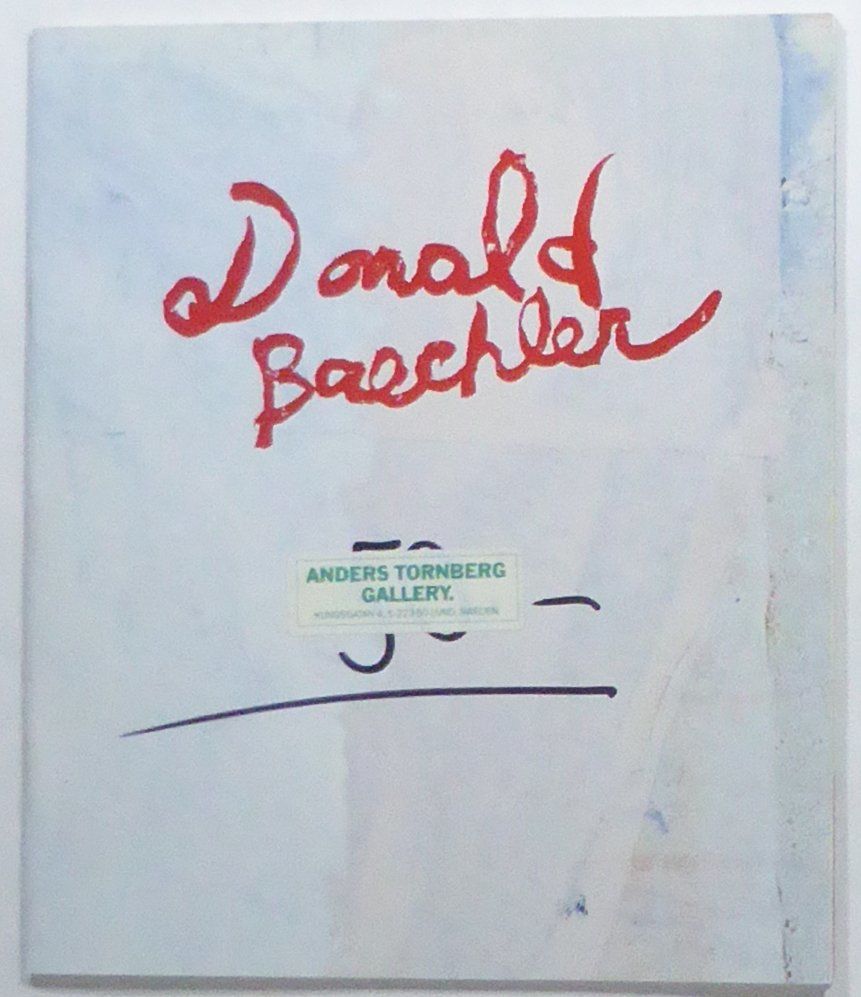 Donald
Baechler
ANDERS TORNBERG
GALLERY.